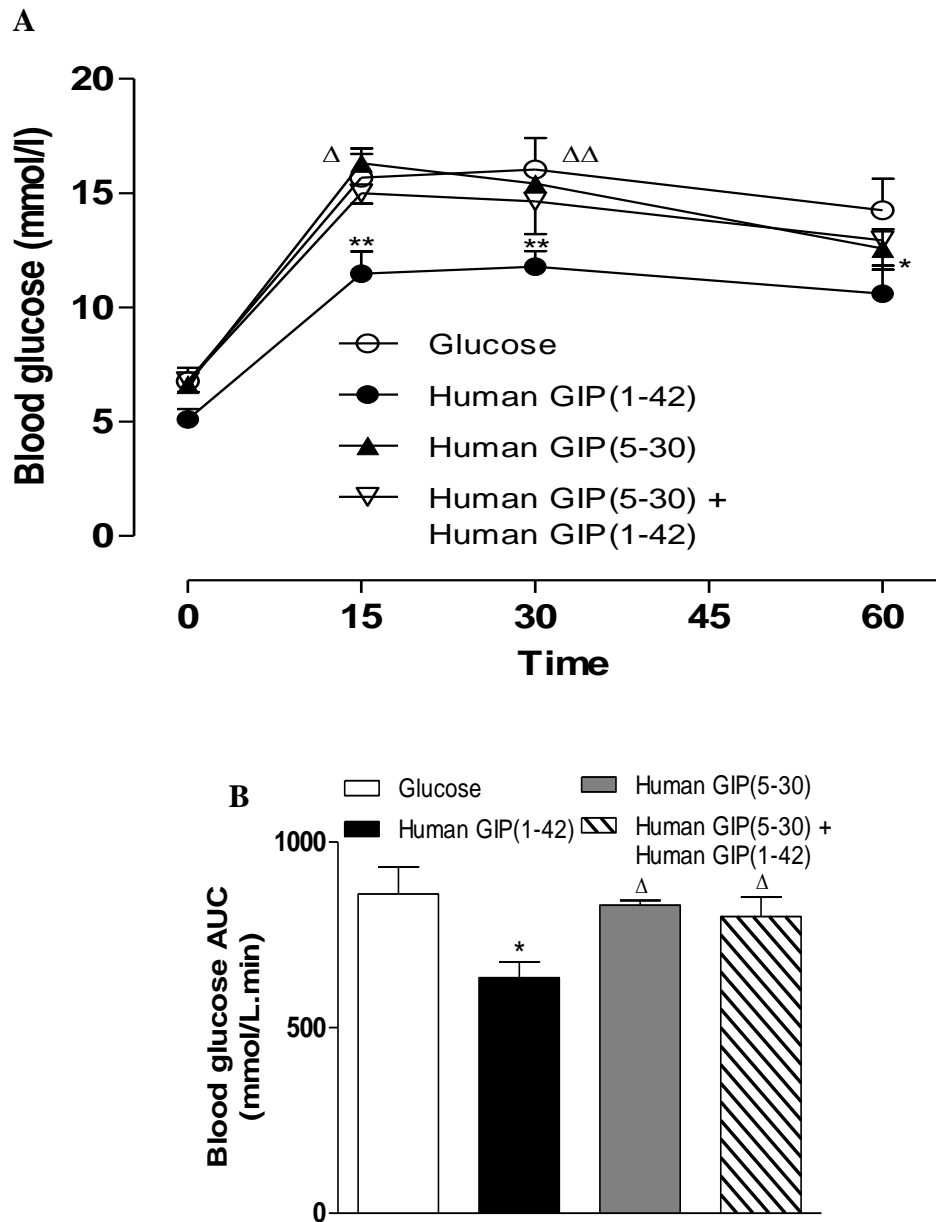 A
20
15
10
5
0
Blood glucose (mmol/l)
Δ
ΔΔ
**
**
*
Glucose
Human GIP(1-42)
Human GIP(5-30)
Human GIP(5-30) +
Human GIP(1-42)
0 15 30 45 60
Time
B
Glucose
Human GIP(1-42)
Human GIP(5-30)
Human GIP(5-30) +
Human GIP(1-42)
1000
500
0
Blood glucose AUC
(mmol/L.min)
*
Δ
Δ